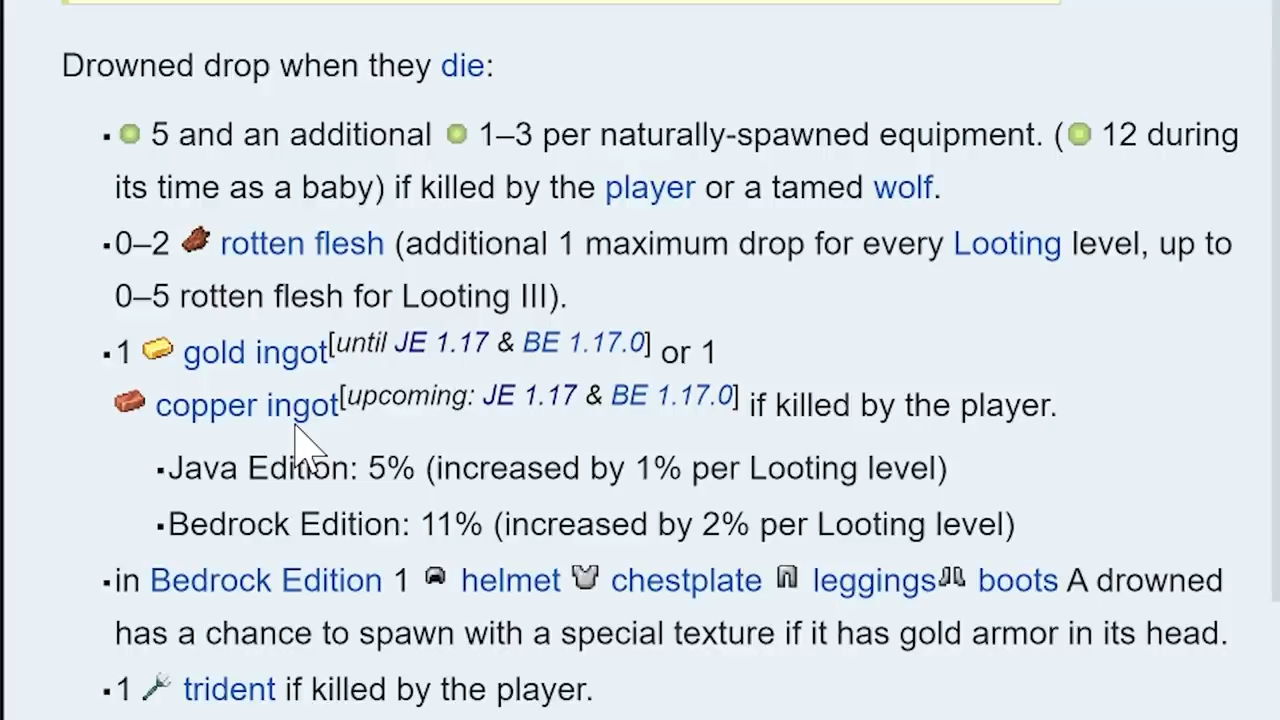 Drowned drop when they die:
▪ 5 and an additional 1–3 per naturally-spawned equipment. ( 12 during
its time as a baby) if killed by the player or a tamed wolf.
▪0–2 rotten flesh (additional 1 maximum drop for every Looting level, up to
0–5 rotten flesh for Looting III).
▪1 gold ingot[until JE 1.17 & BE 1.17.0] or 1
copper ingot[upcoming: JE 1.17 & BE 1.17.0] if killed by the player.
▪Java Edition: 5% (increased by 1% per Looting level)
▪Bedrock Edition: 11% (increased by 2% per Looting level)
▪in Bedrock Edition 1 helmet chestplate leggings boots A drowned
has a chance to spawn with a special texture if it has gold armor in its head.
▪1 trident if killed by the player.